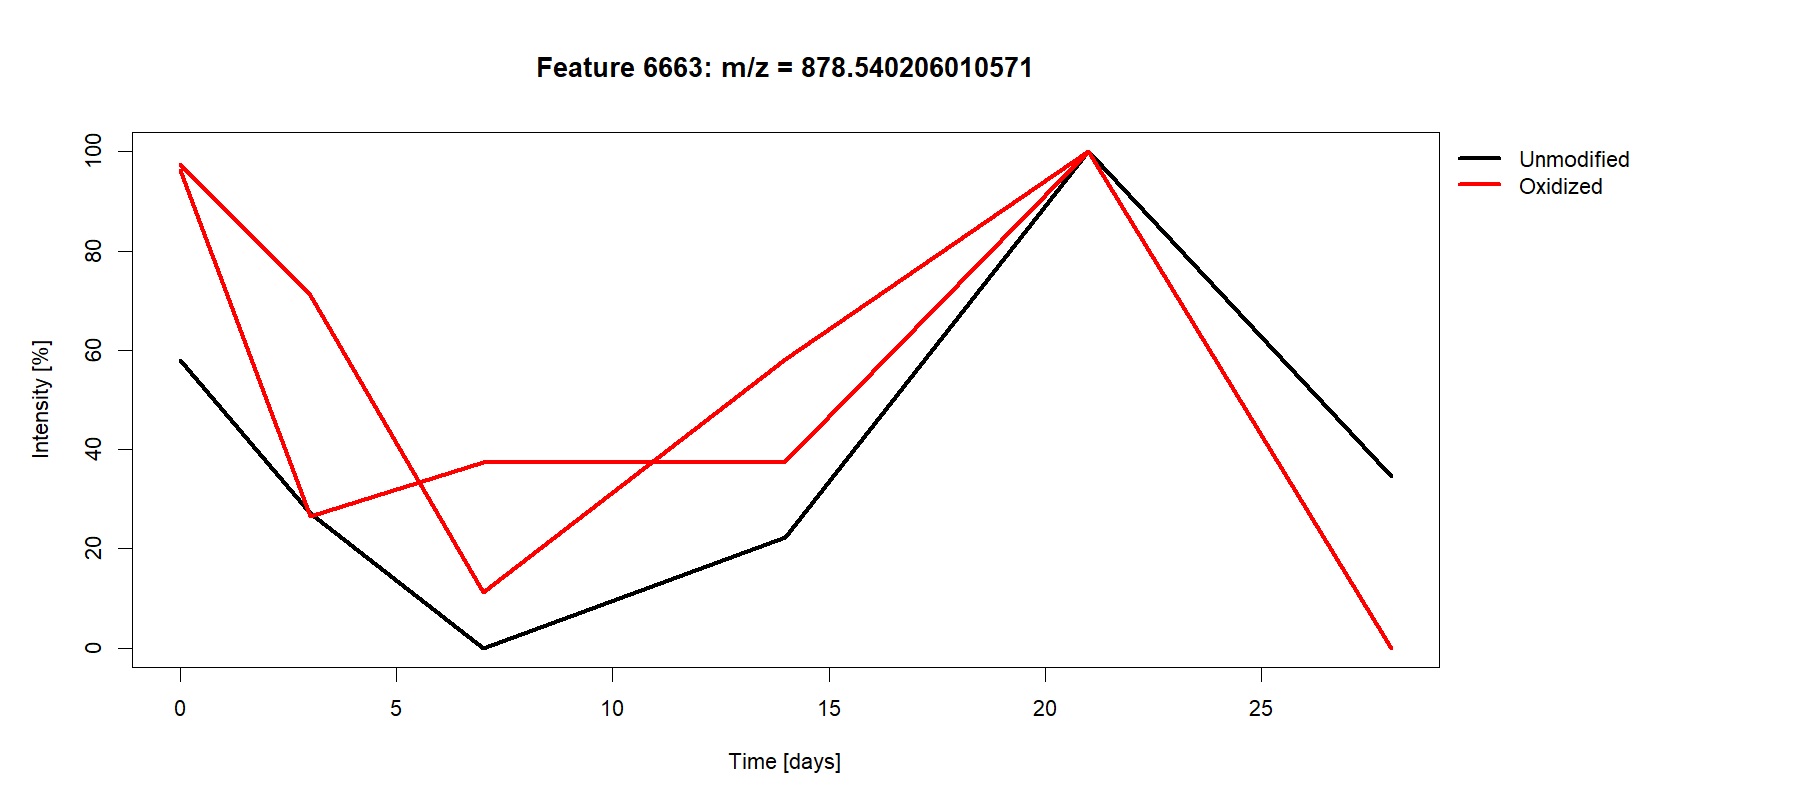 Feature 6663: m/z = 878.540206010571
Unmodified
Oxidized
Intensity [%]
100
80
60
40
20
0
0 5 10 15 20 25
Time [days]